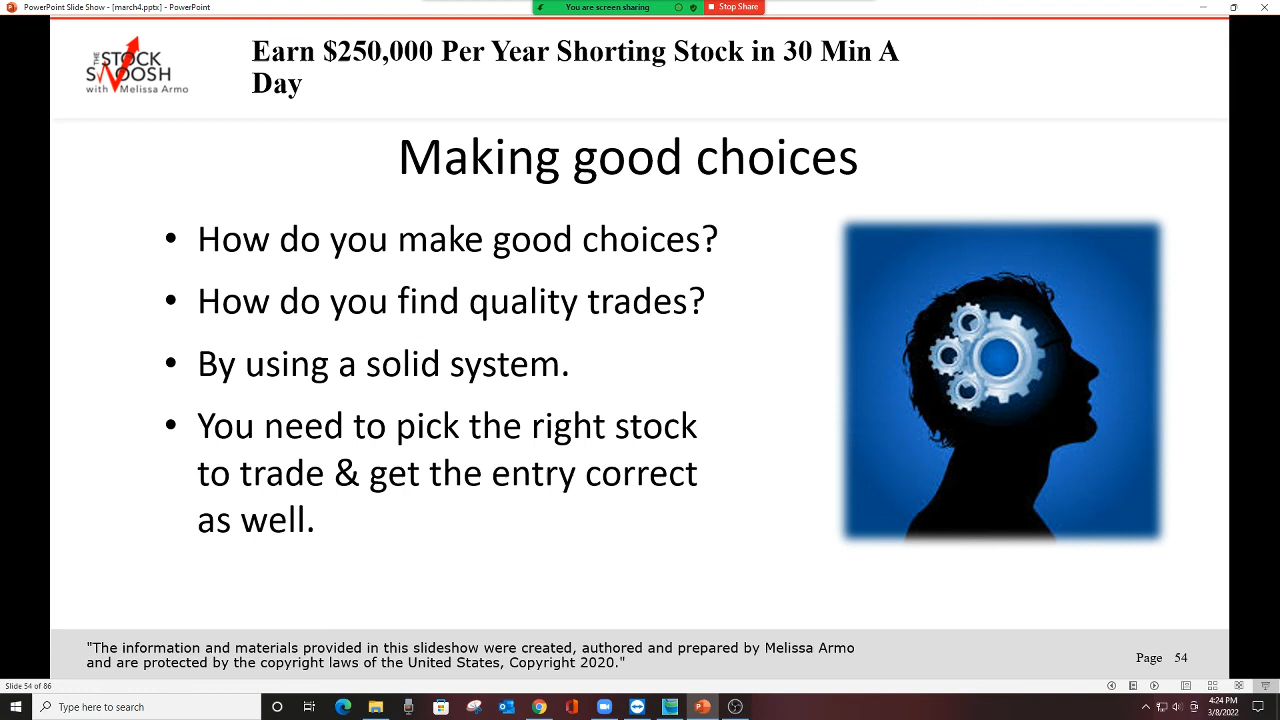 PowerPoint Slide Show - [march4.pptx] - PowerPoint
You are screen sharing
Stop Share
THE
STOCK
SWOOSH
with Melissa Armo
Earn $250,000 Per Year Shorting Stock in 30 Min A
Day
Making good choices
• How do you make good choices?
• How do you find quality trades?
• By using a solid system.
• You need to pick the right stock
to trade & get the entry correct
as well.
"The information and materials provided in this slideshow were created, authored and prepared by Melissa Armo
and are protected by the copyright laws of the United States, Copyright 2020."
Page 54
Slide 54 of 86
Type here to search
4:24 PM
3/8/2022